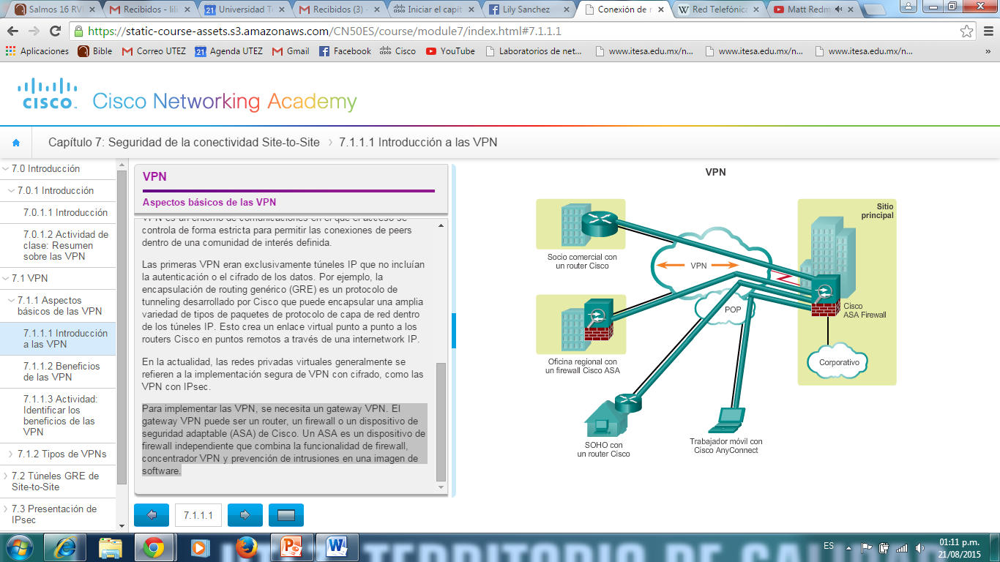 Salmos 16 RV
Recibidos - lili
Universidad T
Recibidos (3) -
Iniciar el capít
Lily Sanchez
Conexión de r
Red Telefónic
Matt Redm
https://static-course-assets.s3.amazonaws.com/CN50ES/course/module7/index.html#7.1.1.1
Aplicaciones
Bible
Correo UTEZ
Agenda UTEZ
Gmail
Facebook
Cisco
YouTube
Laboratorios de net...
www.itesa.edu.mx/n...
www.itesa.edu.mx/n...
www.itesa.edu.mx/n...
»
CISCO.
Cisco Networking Academy
Capítulo 7: Seguridad de la conectividad Site-to-Site
7.1.1.1 Introducción a las VPN
7.0 Introducción
7.0.1 Introducción
7.0.1.1 Introducción
7.0.1.2 Actividad de
clase: Resumen
sobre las VPN
7.1 VPN
7.1.1 Aspectos
básicos de las VPN
7.1.1.1 Introducción
a las VPN
7.1.1.2 Beneficios
de las VPN
7.1.1.3 Actividad:
Identificar los
beneficios de las
VPN
7.1.2 Tipos de VPNs
7.2 Túneles GRE de
Site-to-Site
7.3 Presentación de
IPsec
VPN
Aspectos básicos de las VPN
VPN es un entorno de comunicaciones en el que el acceso se
controla de forma estricta para permitir las conexiones de peers
dentro de una comunidad de interés definida.
Las primeras VPN eran exclusivamente túneles IP que no incluían
la autenticación o el cifrado de los datos. Por ejemplo, la
encapsulación de routing genérico (GRE) es un protocolo de
tunneling desarrollado por Cisco que puede encapsular una amplia
variedad de tipos de paquetes de protocolo de capa de red dentro
de los túneles IP. Esto crea un enlace virtual punto a punto a los
routers Cisco en puntos remotos a través de una internetwork IP.
En la actualidad, las redes privadas virtuales generalmente se
refieren a la implementación segura de VPN con cifrado, como las
VPN con IPsec.
Para implementar las VPN, se necesita un gateway VPN. El
gateway VPN puede ser un router, un firewall o un dispositivo de
seguridad adaptable (ASA) de Cisco. Un ASA es un dispositivo de
firewall independiente que combina la funcionalidad de firewall,
concentrador VPN y prevención de intrusiones en una imagen de
software.
7.1.1.1
VPN
Sitio
principal
Socio comercial con
un router Cisco
VPN
POP
Cisco
ASA Firewall
Oficina regional con
un firewall Cisco ASA
Corporativo
SOHO con
un router Cisco
Trabajador móvil con
Cisco AnyConnect
ES
01:11 p.m.
21/08/2015